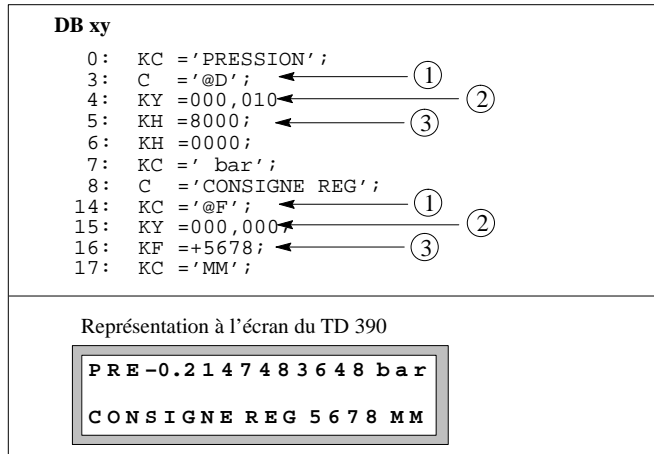 DB xy
0: KC ='PRESSION';
3: C ='@D'; 1
4: KY =000,010 2
5: KH =8000; 3
6: KH =0000;
7: KC =' bar';
8: C ='CONSIGNE REG';
14: KC ='@F'; 1
15: KY =000,000; 2
16: KF =+5678; 3
17: KC ='MM';
Représentation à l'écran du TD 390
PRE-0.2147483648 bar
CONSIGNE REG 5678 MM